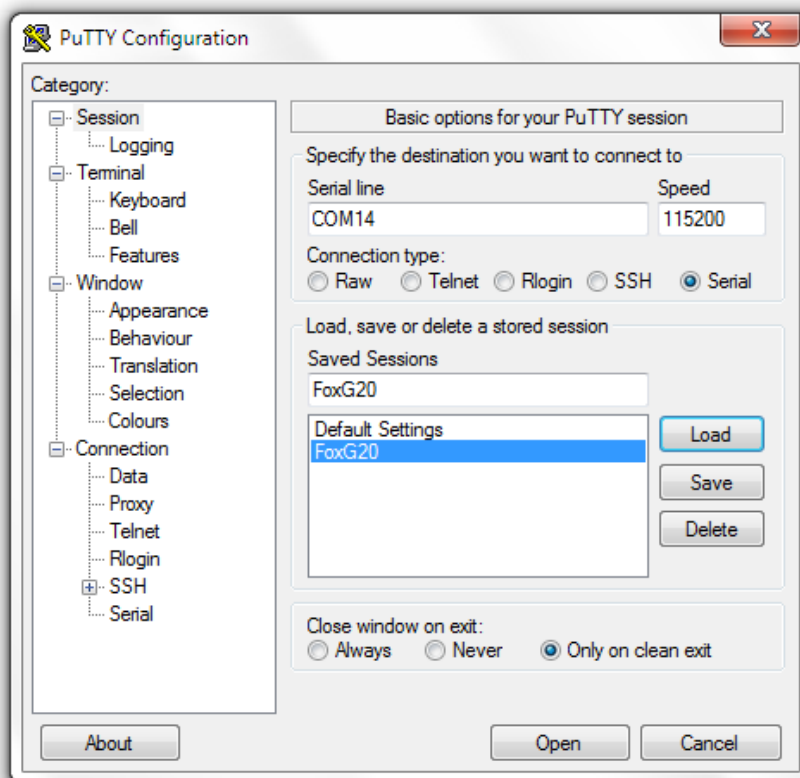 PuTTY Configuration
Category:
Session
Logging
Terminal
Keyboard
Bell
Features
Window
Appearance
Behaviour
Translation
Selection
Colours
Connection
Data
Proxy
Telnet
Rlogin
SSH
Serial
Basic options for your PuTTY session
Specify the destination you want to connect to
Serial line Speed
COM14 115200
Connection type:
Raw Telnet Rlogin SSH Serial
Load, save or delete a stored session
Saved Sessions
FoxG20
Default Settings
FoxG20
Load
Save
Delete
Close window on exit:
Always Never Only on clean exit
About Open Cancel